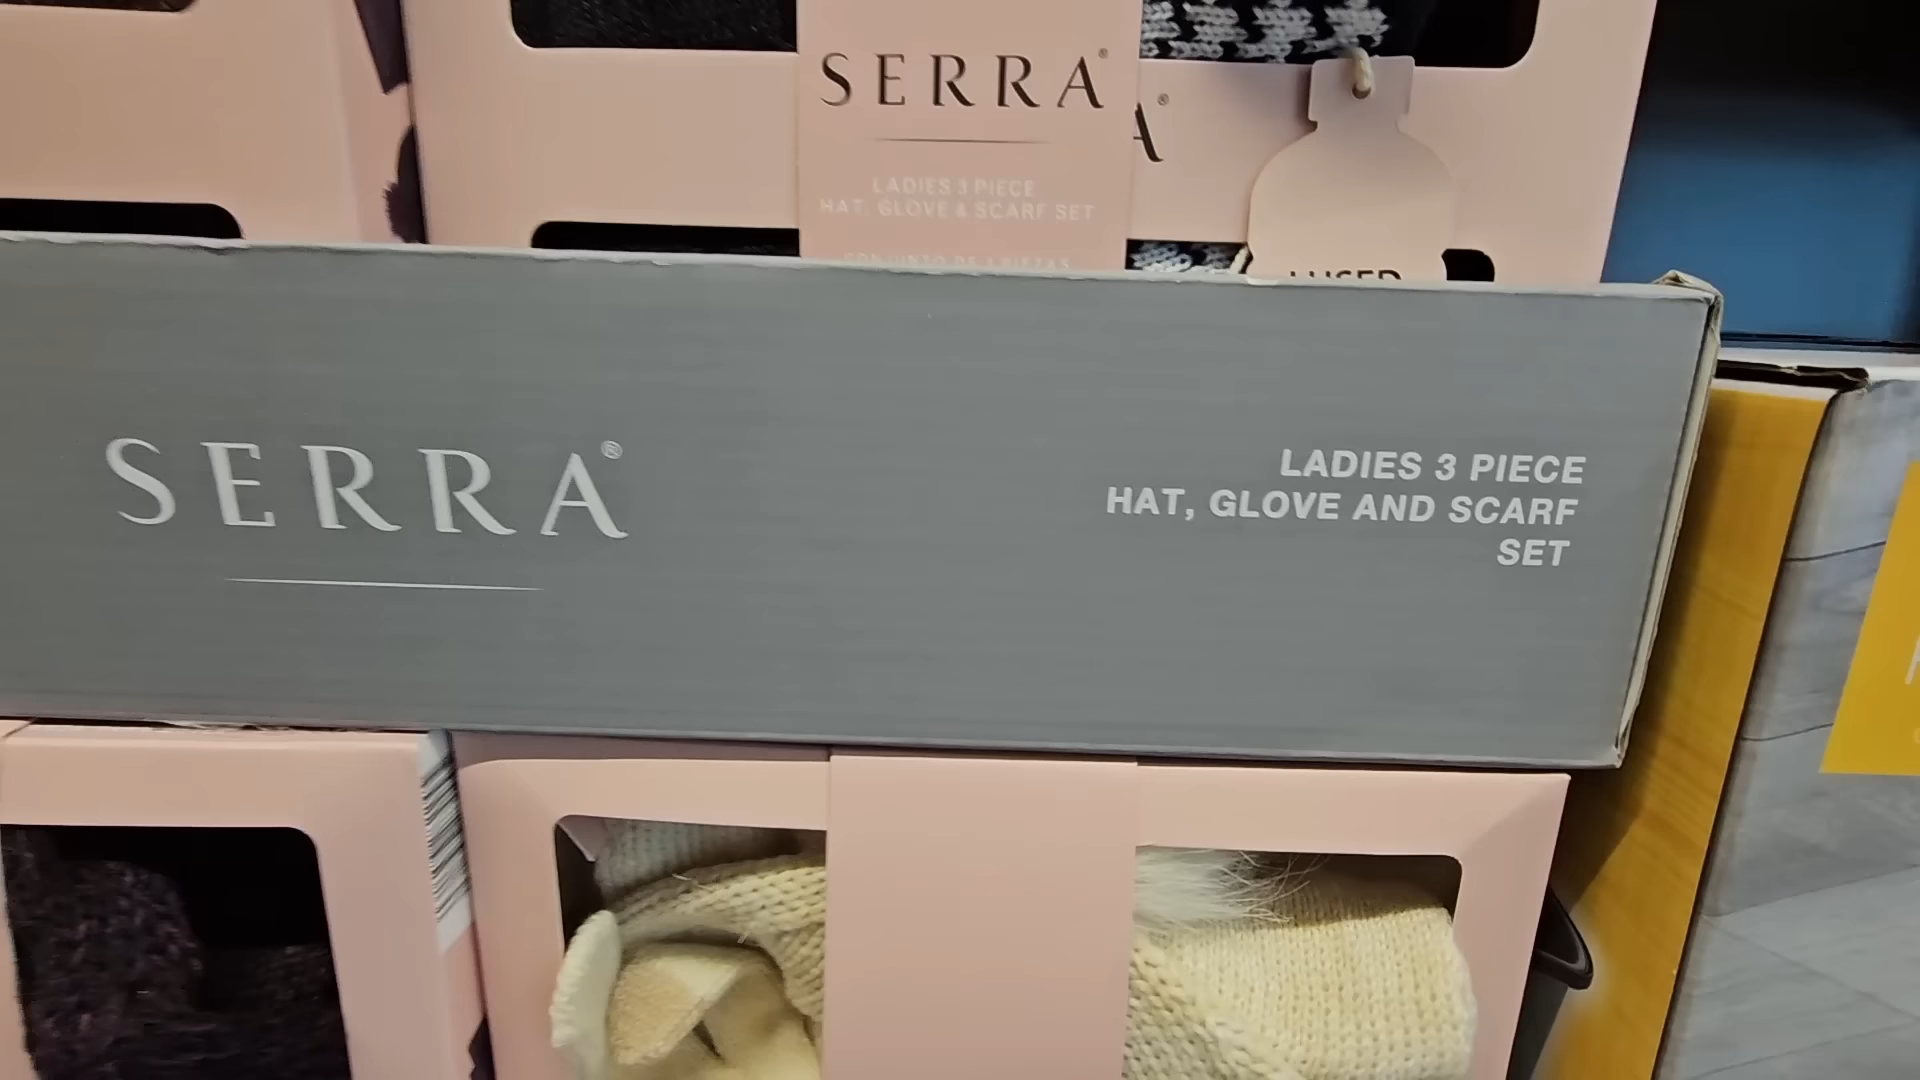 SERRA®
A®
LADIES 3 PIECE
HAT, GLOVE & SCARF SET
SERRA®
LADIES 3 PIECE
HAT, GLOVE AND SCARF
SET